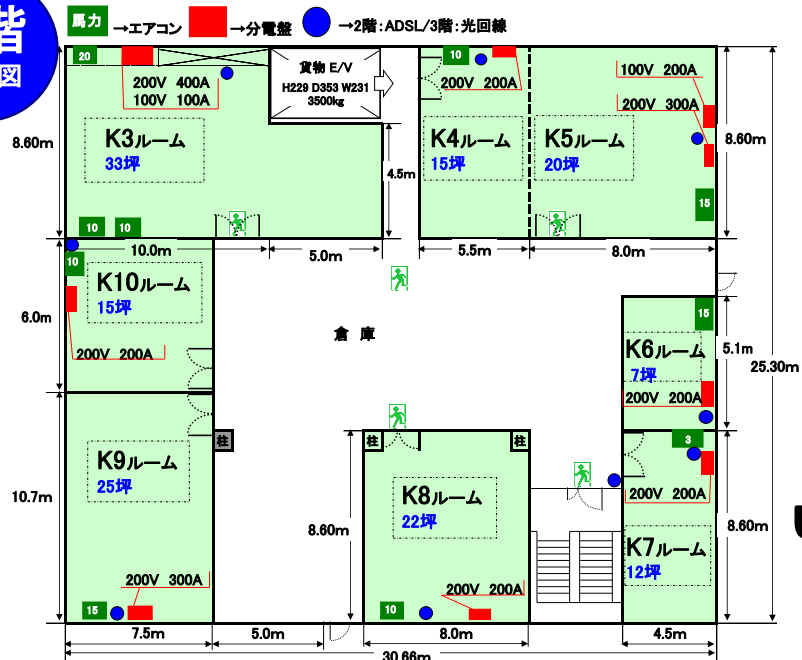 階
図
馬力 →エアコン →分電盤 →2階：ADSL/3階：光回線
20
200V 400A
100V 100A
貨物 E/V
H229 D353 W231
3500kg
10
200V 200A
100V 200A
200V 300A
8.60m
K3ルーム
33坪
4.5m
K4ルーム
15坪
K5ルーム
20坪
8.60m
15
10 10
10.0m
5.0m
5.5m
8.0m
10
K10ルーム
15坪
6.0m
200V 200A
倉 庫
15
K6ルーム
7坪
200V 200A
5.1m
25.30m
柱
柱
柱
3
200V 200A
K9ルーム
25坪
10.7m
K8ルーム
22坪
8.60m
K7ルーム
12坪
8.60m
200V 300A
15
200V 200A
10
7.5m
5.0m
8.0m
4.5m
30.66m